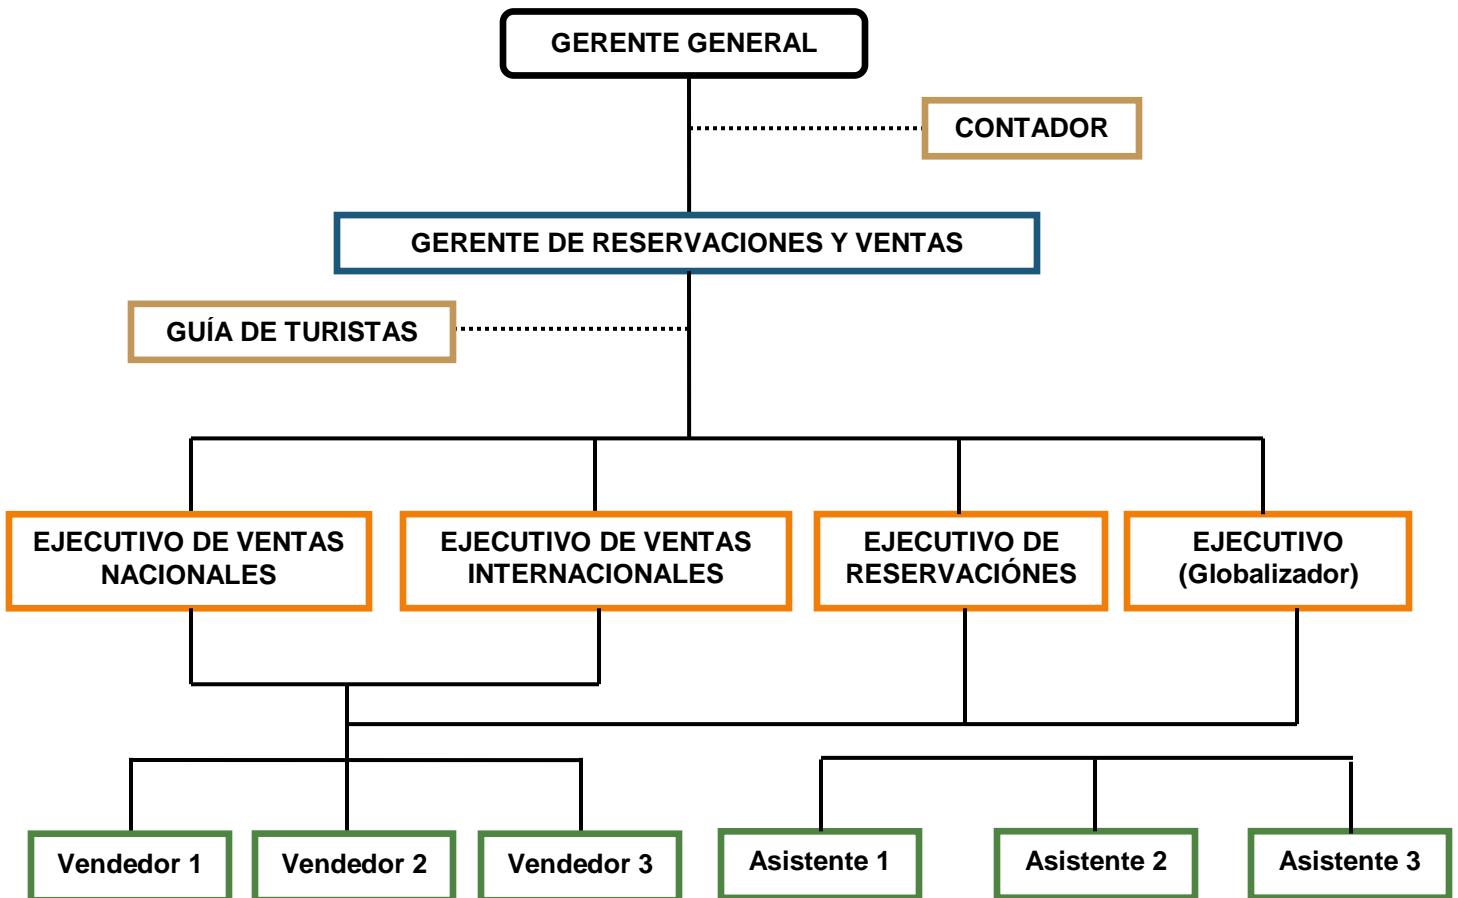 GERENTE GENERAL
CONTADOR
GERENTE DE RESERVACIONES Y VENTAS
GUÍA DE TURISTAS
EJECUTIVO DE VENTAS
NACIONALES
EJECUTIVO DE VENTAS
INTERNACIONALES
EJECUTIVO DE
RESERVACIÓNES
EJECUTIVO
(Globalizador)
Vendedor 1
Vendedor 2
Vendedor 3
Asistente 1
Asistente 2
Asistente 3